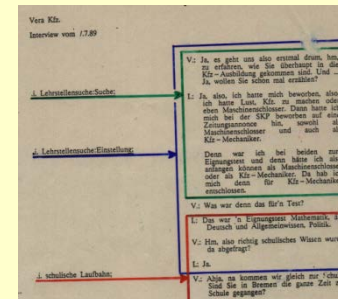 Vera Kfz.
Interview vom 1.7.89
V.: Ja, es geht uns also erstmal drum, hm,
zu erfahren, wie Sie überhaupt in die
Kfz-Ausbildung gekommen sind. Und ...
Ja, wollen Sie schon mal erzählen?
.i. Lehrstellensuche:Suche;
I.: Ja, also, ich hatte mich beworben, also
ich hatte Lust, Kfz. zu machen oder
eben Maschinenschlosser. Dann hatte ich
mich bei der SKP beworben auf eine
Zeitungsannonce hin, sowohl als
Maschinenschlosser und auch als
Kfz-Mechaniker.
.i. Lehrstellensuche:Einstellung;
Denn war ich bei beiden zum
Eignungstest und denn hätte ich als
anfangen können als Maschinenschlosser
oder als Kfz-Mechaniker. Da hab ich
mich denn für Kfz-Mechaniker
entschlossen.
V.: Was war denn das für'n Test?
I.: Das war 'n Eignungstest Mathematik,
Deutsch und Allgemeinwissen, Politik.
V.: Hm, also richtig schulisches Wissen wurde
da abgefragt?
I.: Ja.
.i. schulische Laufbahn;
V.: Ahja, na kommen wir gleich zur Schu
Sind Sie in Bremen die ganze Zeit z
Schule gegangen?